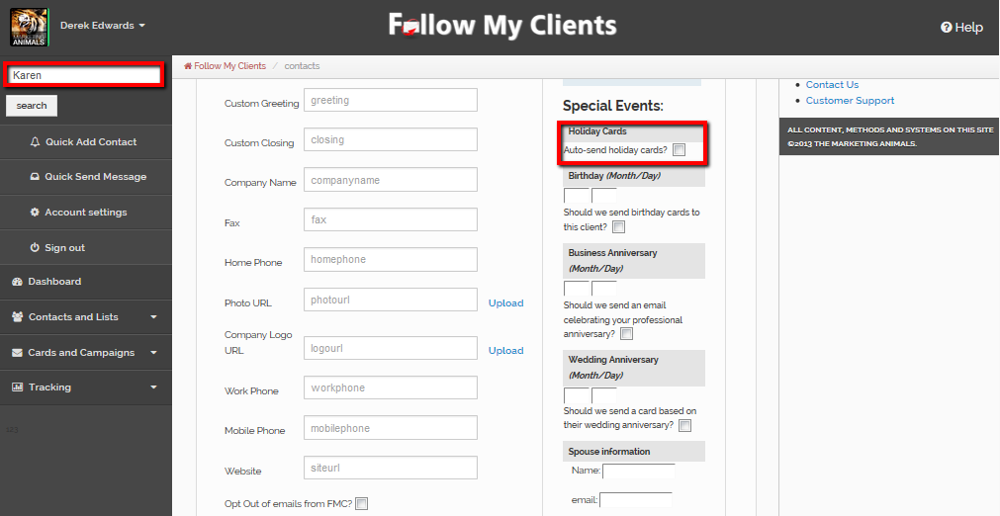 MARKETING
ANIMALS
Derek Edwards
Follow My Clients
Help
Karen
search
Quick Add Contact
Quick Send Message
Account settings
Sign out
Dashboard
Contacts and Lists
Cards and Campaigns
Tracking
Follow My Clients / contacts
Custom Greeting
greeting
Custom Closing
closing
Company Name
companyname
Fax
fax
Home Phone
homephone
Photo URL
photourl
Upload
Company Logo
URL
logourl
Upload
Work Phone
workphone
Mobile Phone
mobilephone
Website
siteurl
Opt Out of emails from FMC?
Special Events:
Holiday Cards
Auto-send holiday cards?
Birthday (Month/Day)
Should we send birthday cards to
this client?
Business Anniversary
(Month/Day)
Should we send an email
celebrating your professional
anniversary?
Wedding Anniversary
(Month/Day)
Should we send a card based on
their wedding anniversary?
Spouse information
Name:
email:
Contact Us
Customer Support
ALL CONTENT, METHODS AND SYSTEMS ON THIS SITE
©2013 THE MARKETING ANIMALS.